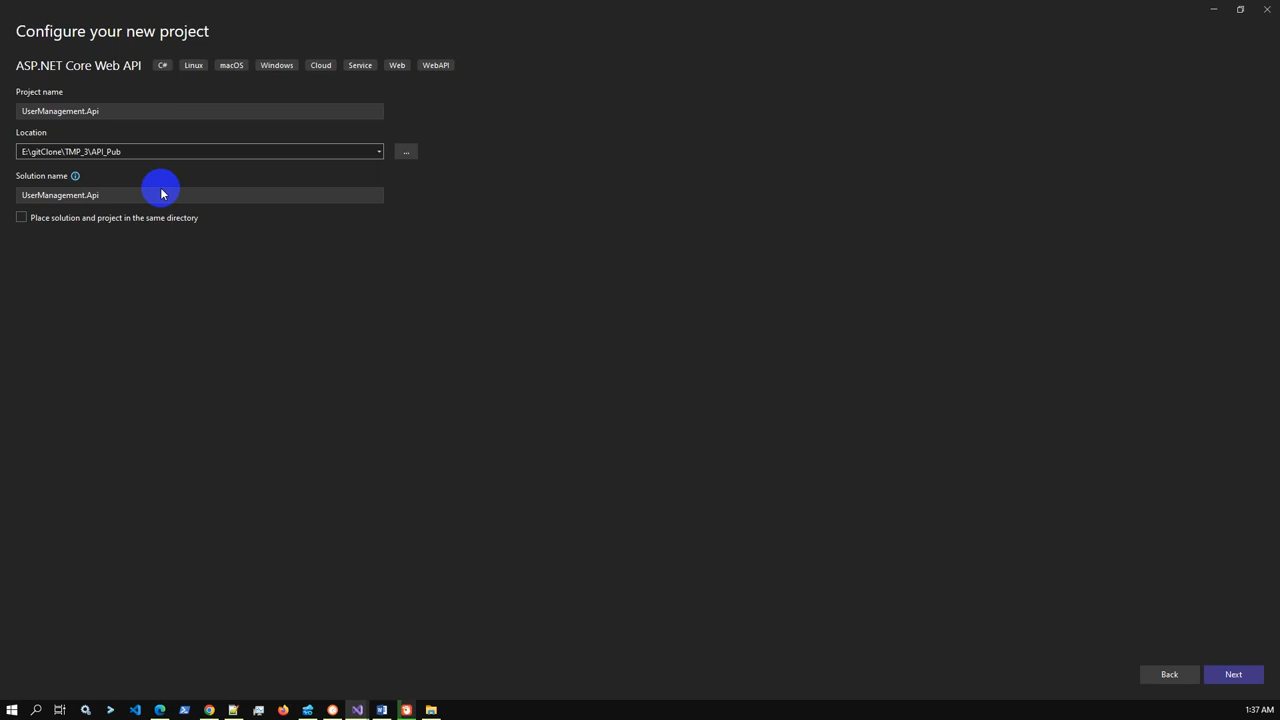 Configure your new project
ASP.NET Core Web API C# Linux macOS Windows Cloud Service Web WebAPI
Project name
UserManagement.Api
Location
E:\gitClone\TMP_3\API_Pub
...
Solution name
UserManagement.Api
Place solution and project in the same directory
Back
Next
1:37 AM